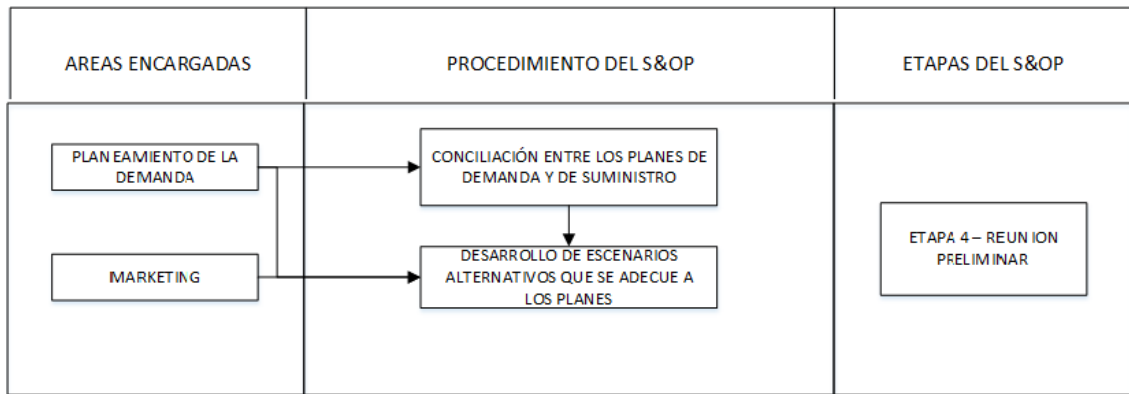 AREAS ENCARGADAS
PROCEDIMIENTO DEL S&OP
ETAPAS DEL S&OP
PLANEAMIENTO DE LA
DEMANDA
CONCILIACIÓN ENTRE LOS PLANES DE
DEMANDA Y DE SUMINISTRO
MARKETING
DESARROLLO DE ESCENARIOS
ALTERNATIVOS QUE SE ADECUE A
LOS PLANES
ETAPA 4 – REUNION
PRELIMINAR